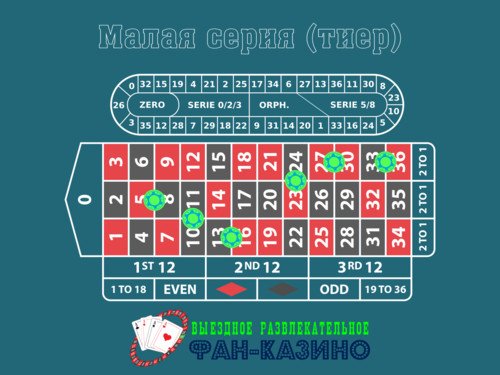 Малая серия (тиер)
0 32 15 19 4 21 2 25 17 34 6 27 13 36 11 30 8
26 ZERO SERIE 0/2/3 ORPH. SERIE 5/8 23 10
3 35 12 28 7 29 18 22 9 31 14 20 1 33 16 24 5
3 6 9 12 15 18 21 24 27 30 33 36 2 TO 1
0 2 5 8 11 14 17 20 23 26 29 32 35 2 TO 1
1 4 7 10 13 16 19 22 25 28 31 34 2 TO 1
1ST 12 2ND 12 3RD 12
1 TO 18 EVEN ODD 19 TO 36
ВЫЕЗДНОЕ РАЗВЛЕКАТЕЛЬНОЕ
ФАН-КАЗИНО